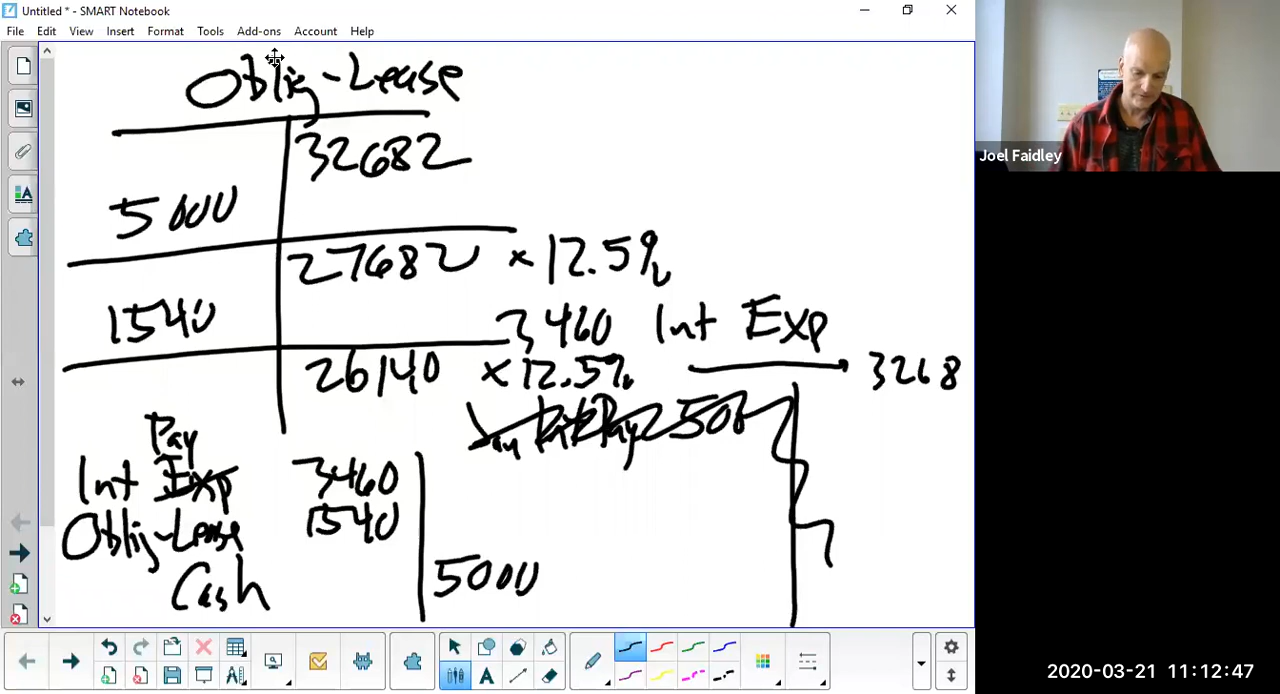 Untitled * - SMART Notebook
File Edit View Insert Format Tools Add-ons Account Help
Oblig-Lease
32682
5000
27682 × 12.5%
1540
3460 Int Exp
26140 × 12.5%
3268
Pay
Int Exp 3460
Oblig-Lease 1540
Cash 5000
Joel Faidley
A
2020-03-21 11:12:47